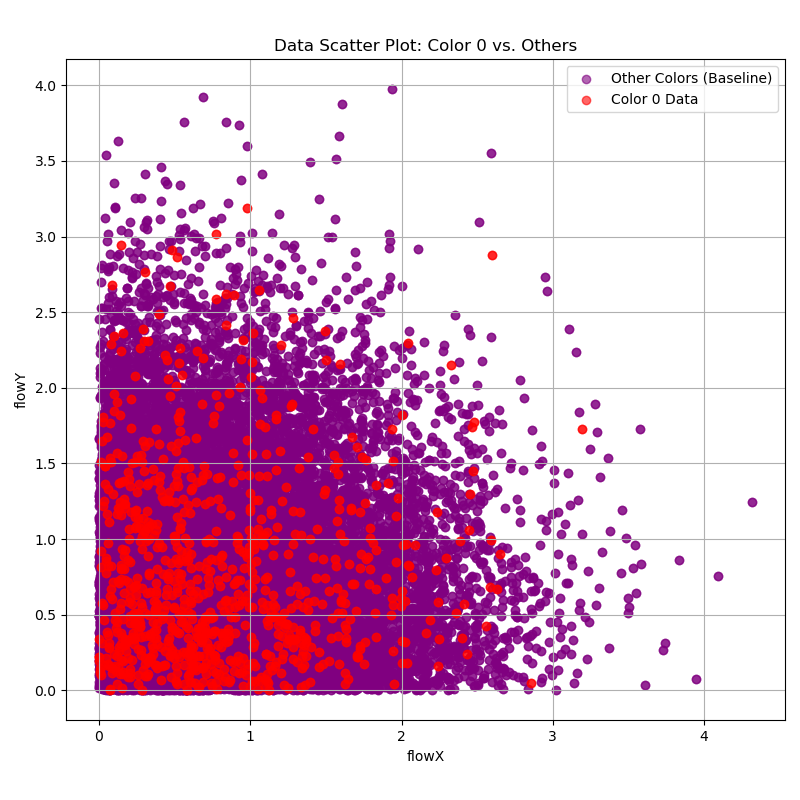 Data Scatter Plot: Color 0 vs. Others
Other Colors (Baseline)
Color 0 Data
flowY
4.0
3.5
3.0
2.5
2.0
1.5
1.0
0.5
0.0
0 1 2 3 4
flowX